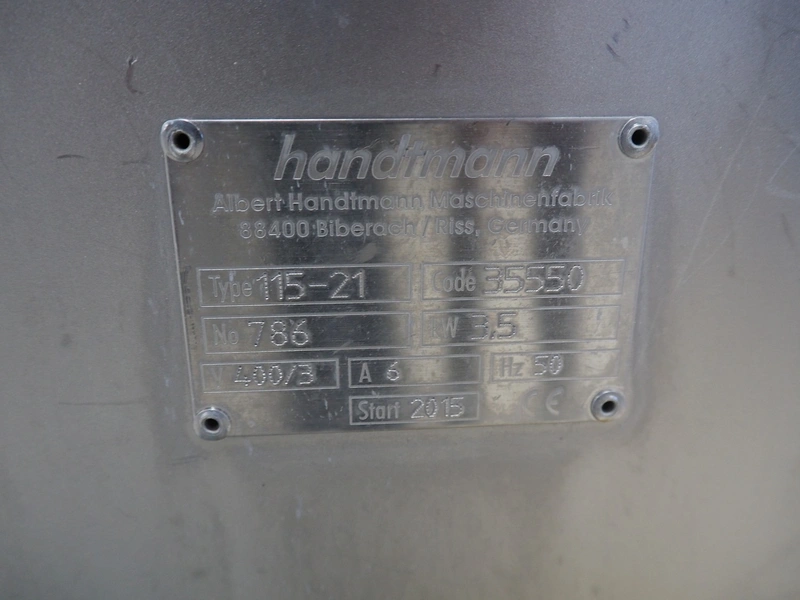 handtmann
Albert Handtmann Maschinenfabrik
88400 Biberach/Riss, Germany
Type 115-21 Code 35550
No 786 kW 3,5
V 400/3 A 6 Hz 50
Start 2015 CE